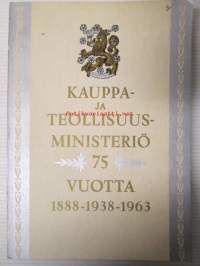 KAUPPA-
JA
TEOLLISUUS-
MINISTERIÖ
75
VUOTTA
1888-1938-1963